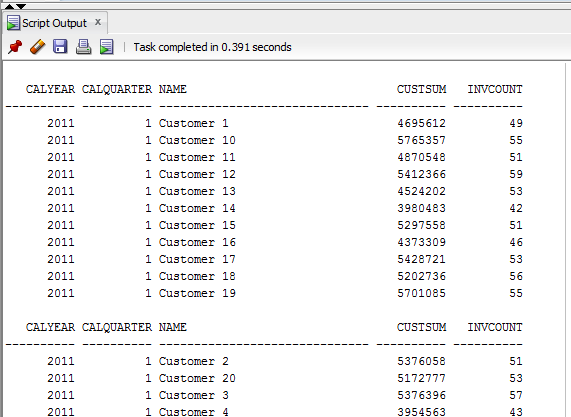 Script Output x
Task completed in 0.391 seconds
CALYEAR CALQUARTER NAME CUSTSUM INVCOUNT
---------- ---------- ------------------------------ ---------- ----------
2011 1 Customer 1 4695612 49
2011 1 Customer 10 5765357 55
2011 1 Customer 11 4870548 51
2011 1 Customer 12 5412366 59
2011 1 Customer 13 4524202 53
2011 1 Customer 14 3980483 42
2011 1 Customer 15 5297558 51
2011 1 Customer 16 4373309 46
2011 1 Customer 17 5428721 53
2011 1 Customer 18 5202736 56
2011 1 Customer 19 5701085 55
CALYEAR CALQUARTER NAME CUSTSUM INVCOUNT
---------- ---------- ------------------------------ ---------- ----------
2011 1 Customer 2 5376058 51
2011 1 Customer 20 5172777 53
2011 1 Customer 3 5376396 57
2011 1 Customer 4 3954563 43